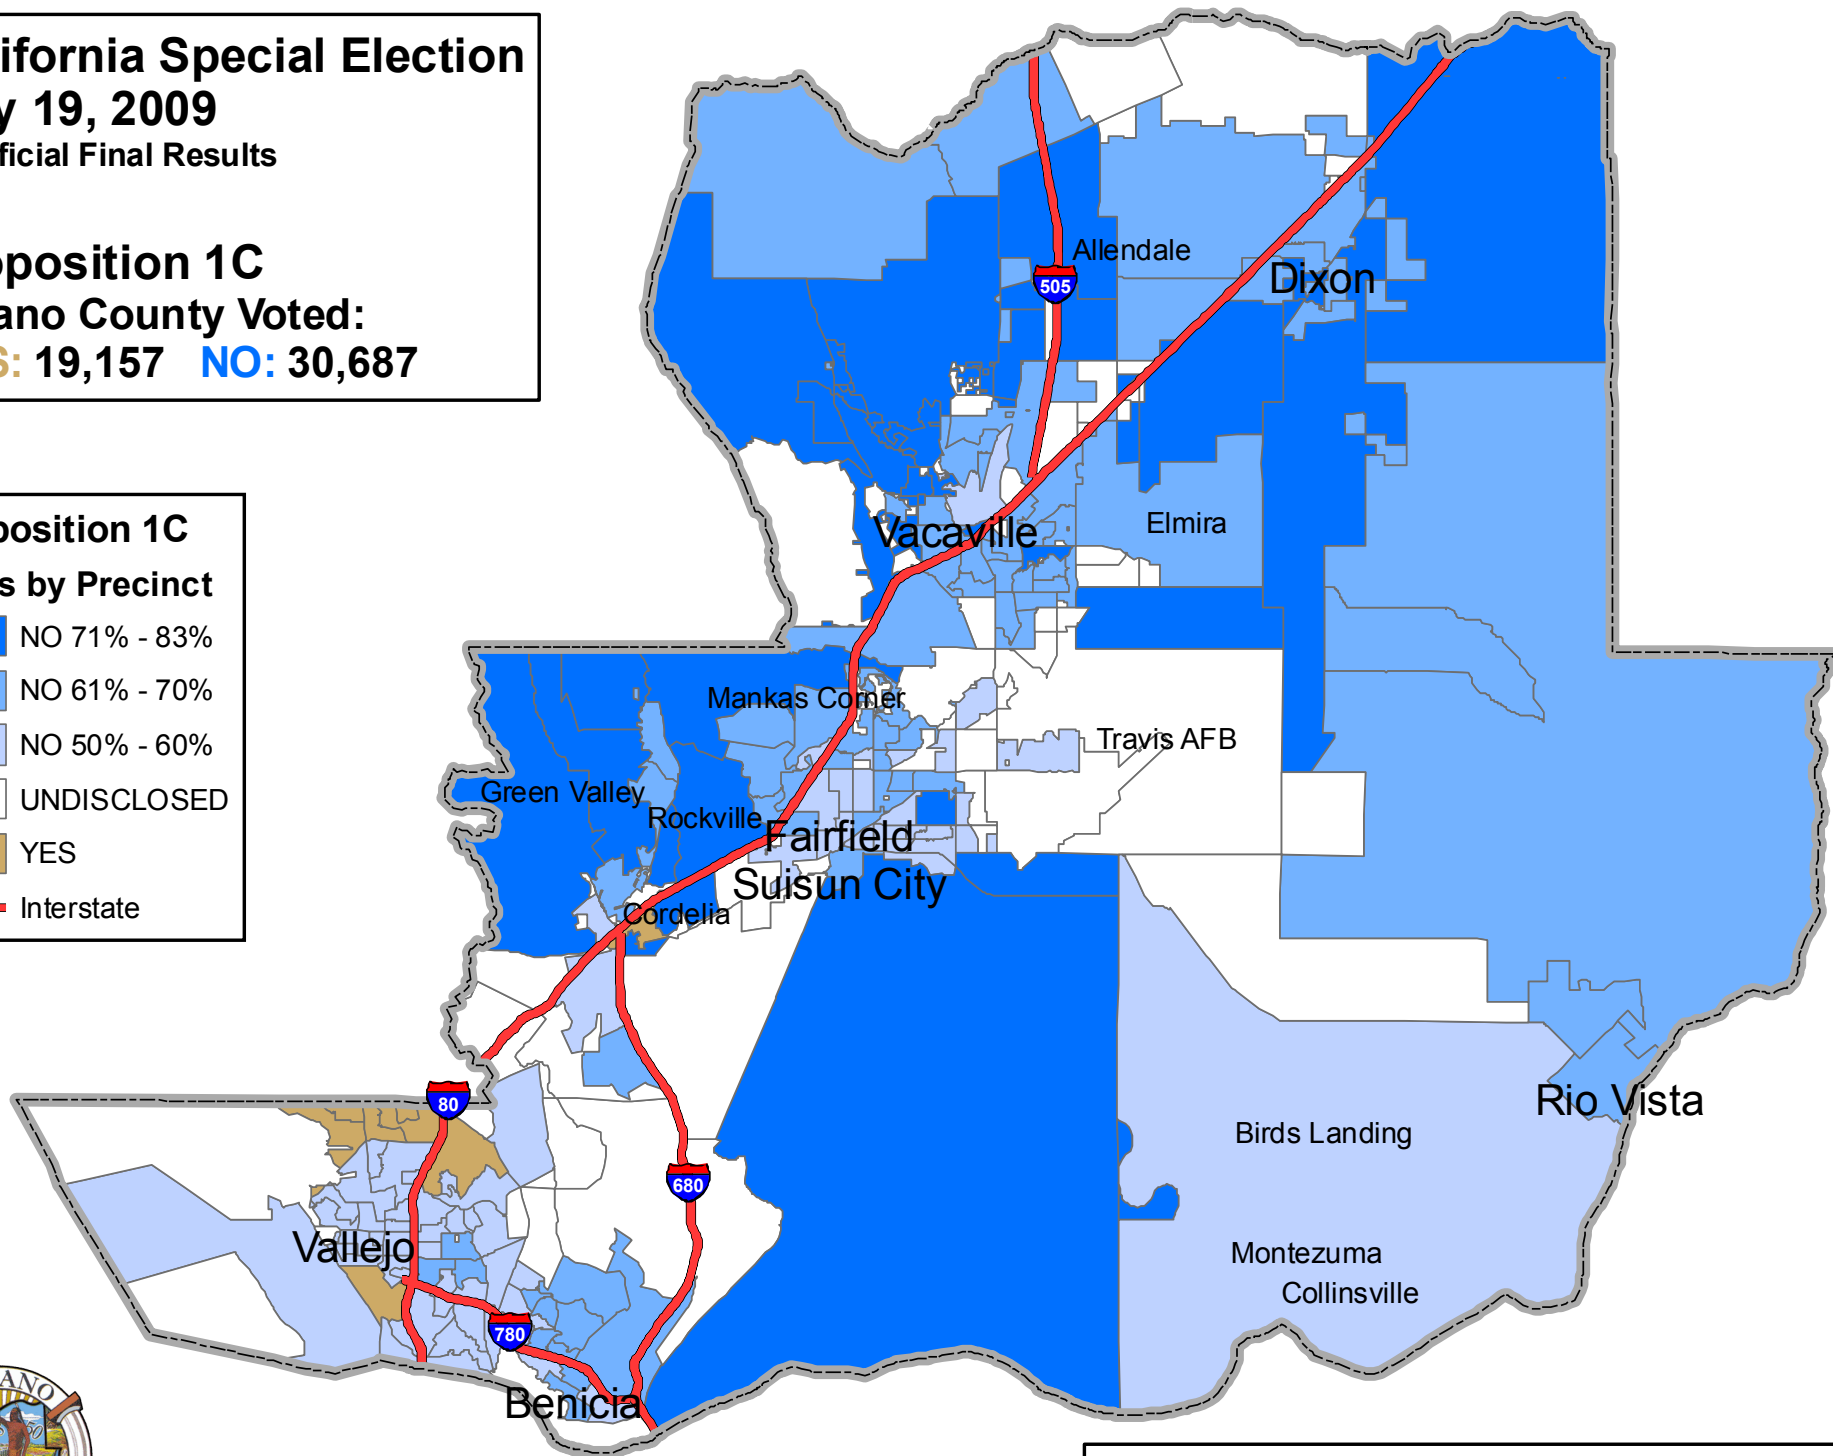 ifornia Special Election
y 19, 2009
ficial Final Results
position 1C
ano County Voted:
S: 19,157 NO: 30,687
position 1C
s by Precinct
NO 71% - 83%
NO 61% - 70%
NO 50% - 60%
UNDISCLOSED
YES
Interstate
Allendale
505
Dixon
Vacaville
Elmira
Mankas Corner
Travis AFB
Green Valley
Rockville
Fairfield
Suisun City
Cordelia
80
Rio Vista
Birds Landing
680
Vallejo
Montezuma
Collinsville
780
Benicia
ANO
50